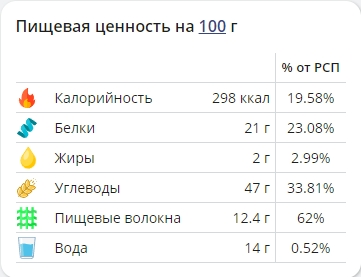 Пищевая ценность на 100 г
% от РСП
Калорийность 298 ккал 19.58%
Белки 21 г 23.08%
Жиры 2 г 2.99%
Углеводы 47 г 33.81%
Пищевые волокна 12.4 г 62%
Вода 14 г 0.52%